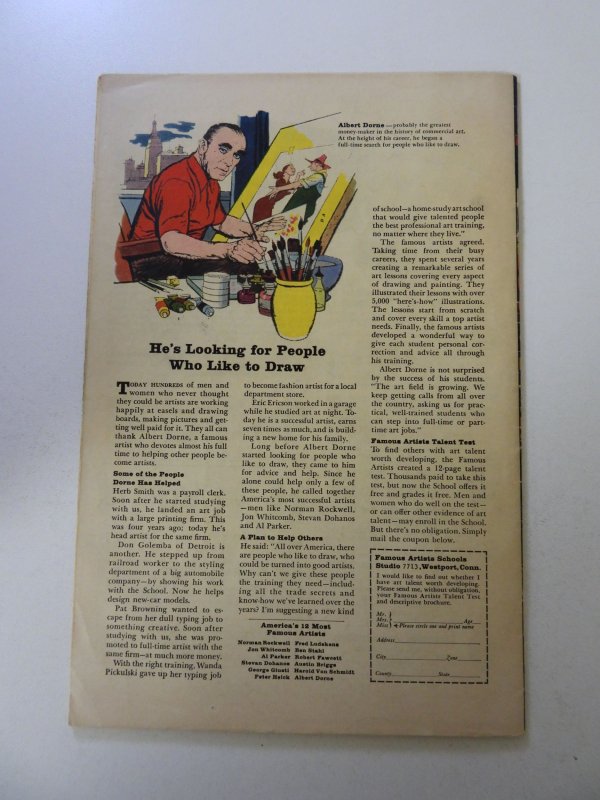 Albert Dorne—probably the greatest
money-maker in the history of commercial art.
At the height of his career, he began a
full-time search for people who like to draw.
He's Looking for People
Who Like to Draw
TODAY HUNDREDS of men and
women who never thought
they could be artists are working
happily at easels and drawing
boards, making pictures and get-
ting well paid for it. They all can
thank Albert Dorne, a famous
artist who devotes almost his full
time to helping other people be-
come artists.
Some of the People
Dorne Has Helped
Herb Smith was a payroll clerk.
Soon after he started studying
with us, he landed an art job
with a large printing firm. This
was four years ago; today he's
head artist for the same firm.
Don Golemba of Detroit is
another. He stepped up from
railroad worker to the styling
department of a big automobile
company—by showing his work
with the School. Now he helps
design new-car models.
Pat Browning wanted to es-
cape from her dull typing job to
something creative. Soon after
studying with us, she was pro-
moted to full-time artist with the
same firm—at much more money.
With the right training, Wanda
Pickulski gave up her typing job
to become fashion artist for a local
department store.
Eric Ericson worked in a garage
while he studied art at night. To-
day he is a successful artist, earns
seven times as much, and is build-
ing a new home for his family.
Long before Albert Dorne
started looking for people who
like to draw, they came to him
for advice and help. Since he
alone could help only a few of
these people, he called together
America's most successful artists
—men like Norman Rockwell,
Jon Whitcomb, Stevan Dohanos
and Al Parker.
A Plan to Help Others
He said: "All over America, there
are people who like to draw, who
could be turned into good artists.
Why can't we give these people
the training they need—includ-
ing all the trade secrets and
know-how we've learned over the
years? I'm suggesting a new kind
America's 12 Most
Famous Artists
Norman Rockwell Fred Ludekens
Jon Whitcomb Ben Stahl
Al Parker Robert Fawcett
Stevan Dohanos Austin Briggs
George Giusti Harold Von Schmidt
Peter Helck Albert Dorne
of school—a home-study art school
that would give talented people
the best professional art training,
no matter where they live."
The famous artists agreed.
Taking time from their busy
careers, they spent several years
creating a remarkable series of
art lessons covering every aspect
of drawing and painting. They
illustrated their lessons with over
5,000 "here's-how" illustrations.
The lessons start from scratch
and cover every skill a top artist
needs. Finally, the famous artists
developed a wonderful way to
give each student personal cor-
rection and advice all through
his training.
Albert Dorne is not surprised
by the success of his students.
"The art field is growing. We
keep getting calls from all over
the country, asking us for prac-
tical, well-trained students who
can step into full-time or part-
time art jobs."
Famous Artists Talent Test
To find others with art talent
worth developing, the Famous
Artists created a 12-page talent
test. Thousands paid to take this
test, but now the School offers it
free and grades it free. Men and
women who do well on the test—
or can offer other evidence of art
talent—may enroll in the School.
But there's no obligation. Simply
mail the coupon below.
Famous Artists Schools
Studio 7713, Westport, Conn.
I would like to find out whether I
have art talent worth developing.
Please send me, without obligation,
your Famous Artists Talent Test
and descriptive brochure.
Mr.
Mrs. Age
Miss Please circle one and print name
Address
City Zone
County State